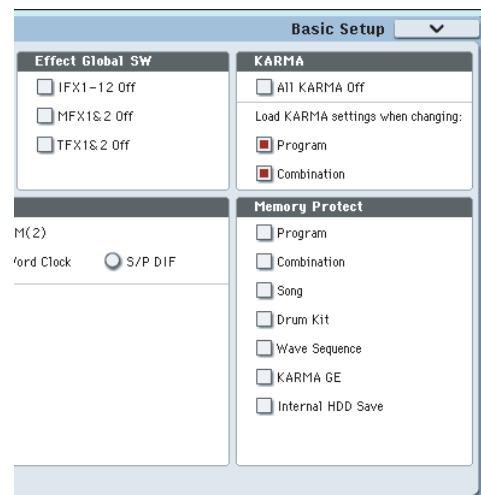 Basic Setup
Effect Global SW
IFX1-12 Off
MFX1&2 Off
TFX1&2 Off
KARMA
All KARMA Off
Load KARMA settings when changing:
Program
Combination
M(2)
Word Clock S/P DIF
Memory Protect
Program
Combination
Song
Drum Kit
Wave Sequence
KARMA GE
Internal HDD Save